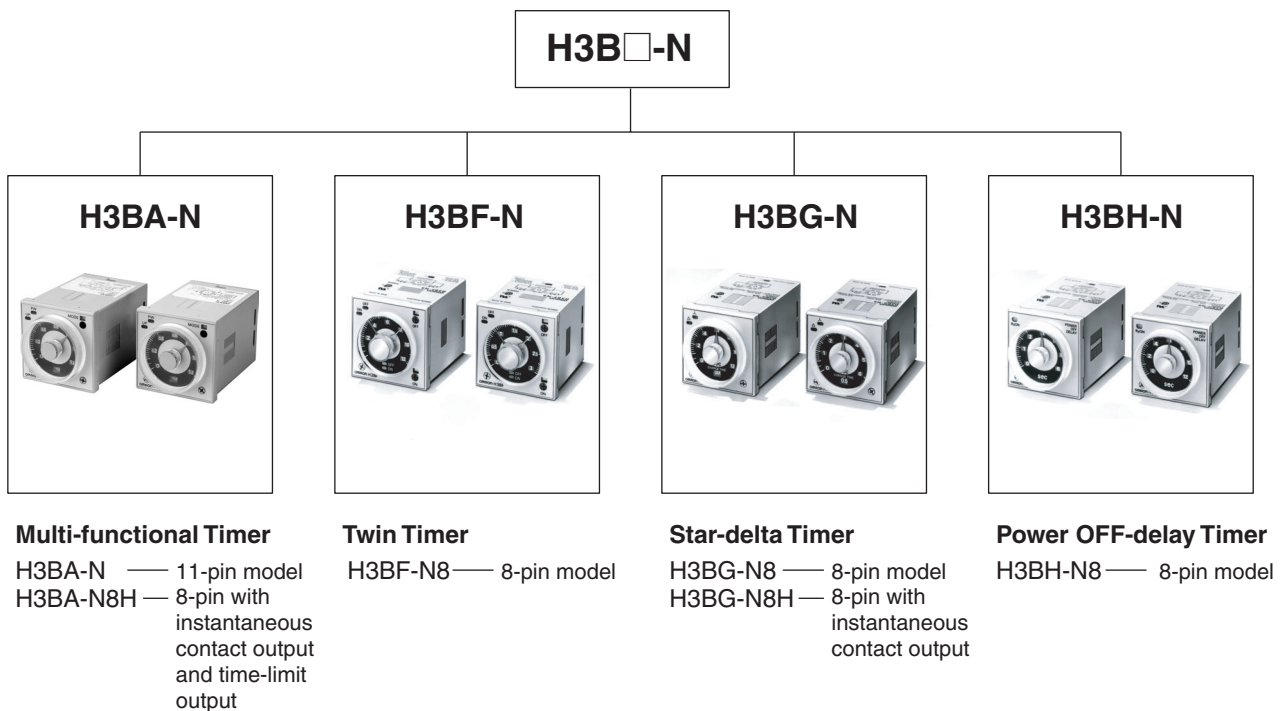 H3B□-N
H3BA-N
H3BF-N
H3BG-N
H3BH-N
Multi-functional Timer
H3BA-N — 11-pin model
H3BA-N8H — 8-pin with
instantaneous
contact output
and time-limit
output
Twin Timer
H3BF-N8 — 8-pin model
Star-delta Timer
H3BG-N8 — 8-pin model
H3BG-N8H — 8-pin with
instantaneous
contact output
Power OFF-delay Timer
H3BH-N8 — 8-pin model